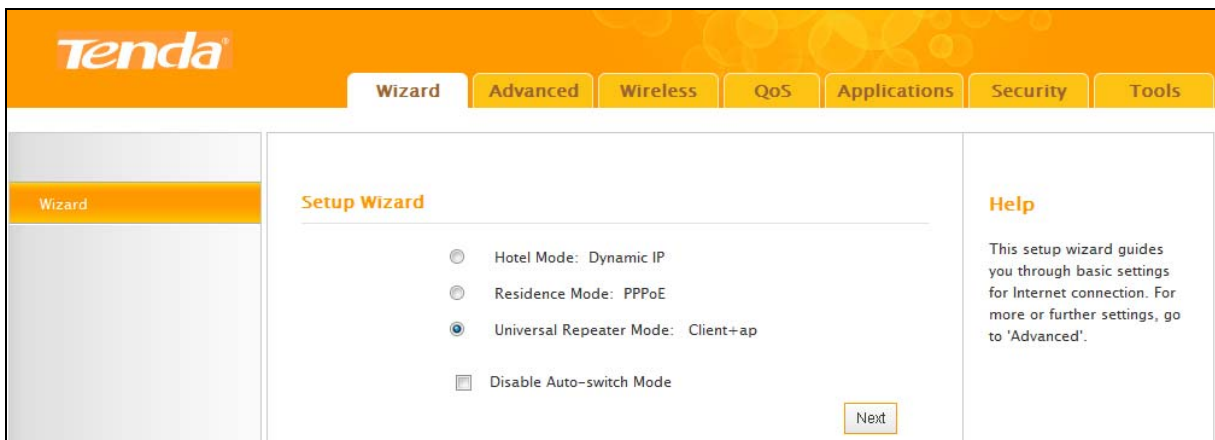 Tenda
Wizard Advanced Wireless QoS Applications Security Tools
Wizard
Setup Wizard
Hotel Mode: Dynamic IP
Residence Mode: PPPoE
Universal Repeater Mode: Client+ap
Disable Auto-switch Mode
Next
Help
This setup wizard guides
you through basic settings
for Internet connection. For
more or further settings, go
to 'Advanced'.